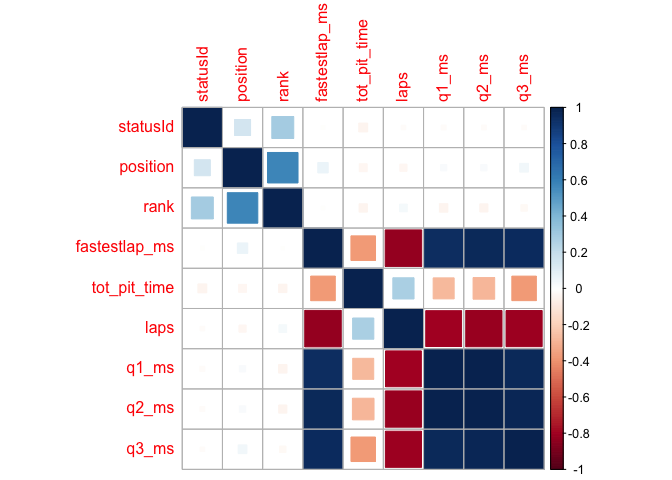 statusId
position
rank
fastestlap_ms
tot_pit_time
laps
q1_ms
q2_ms
q3_ms
statusId
position
rank
fastestlap_ms
tot_pit_time
laps
q1_ms
q2_ms
q3_ms
1
0.8
0.6
0.4
0.2
0
-0.2
-0.4
-0.6
-0.8
-1